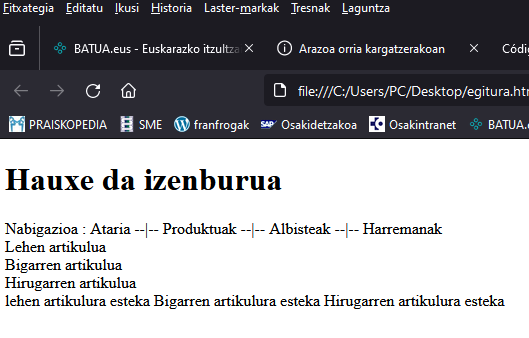 Fitxategia Editatu Ikusi Historia Laster-markak Tresnak Laguntza
BATUA.eus - Euskarazko itzultza
Arazoa orria kargatzerakoan
Códi
file:///C:/Users/PC/Desktop/egitura.htm
PRAISKOPEDIA SME franfrogak SAP Osakidetzakoa Osakintranet BATUA.e
Hauxe da izenburua
Nabigazioa : Ataria --|-- Produktuak --|-- Albisteak --|-- Harremanak
Lehen artikulua
Bigarren artikulua
Hirugarren artikulua
lehen artikulura esteka Bigarren artikulura esteka Hirugarren artikulura esteka